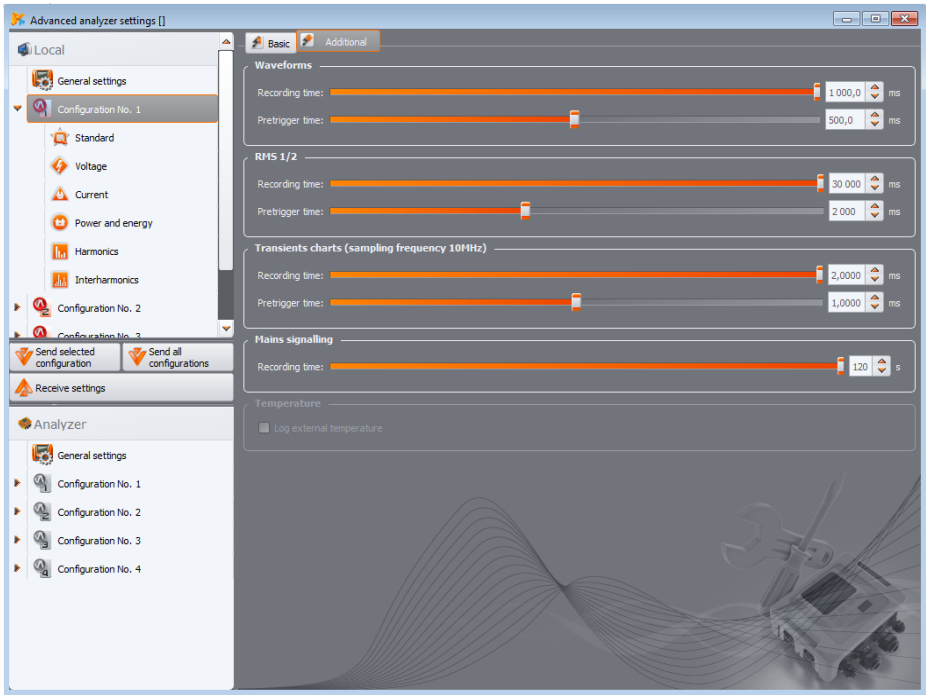 Advanced analyzer settings []
Local
General settings
Configuration No. 1
Standard
Voltage
Current
Power and energy
Harmonics
Interharmonics
Configuration No. 2
Configuration No. 3
Send selected
configuration
Send all
configurations
Receive settings
Analyzer
General settings
Configuration No. 1
Configuration No. 2
Configuration No. 3
Configuration No. 4
Basic
Additional
Waveforms
Recording time: 1 000,0 ms
Pretrigger time: 500,0 ms
RMS 1/2
Recording time: 30 000 ms
Pretrigger time: 2 000 ms
Transients charts (sampling frequency 10MHz)
Recording time: 2,0000 ms
Pretrigger time: 1,0000 ms
Mains signalling
Recording time: 120 s
Temperature
Log external temperature